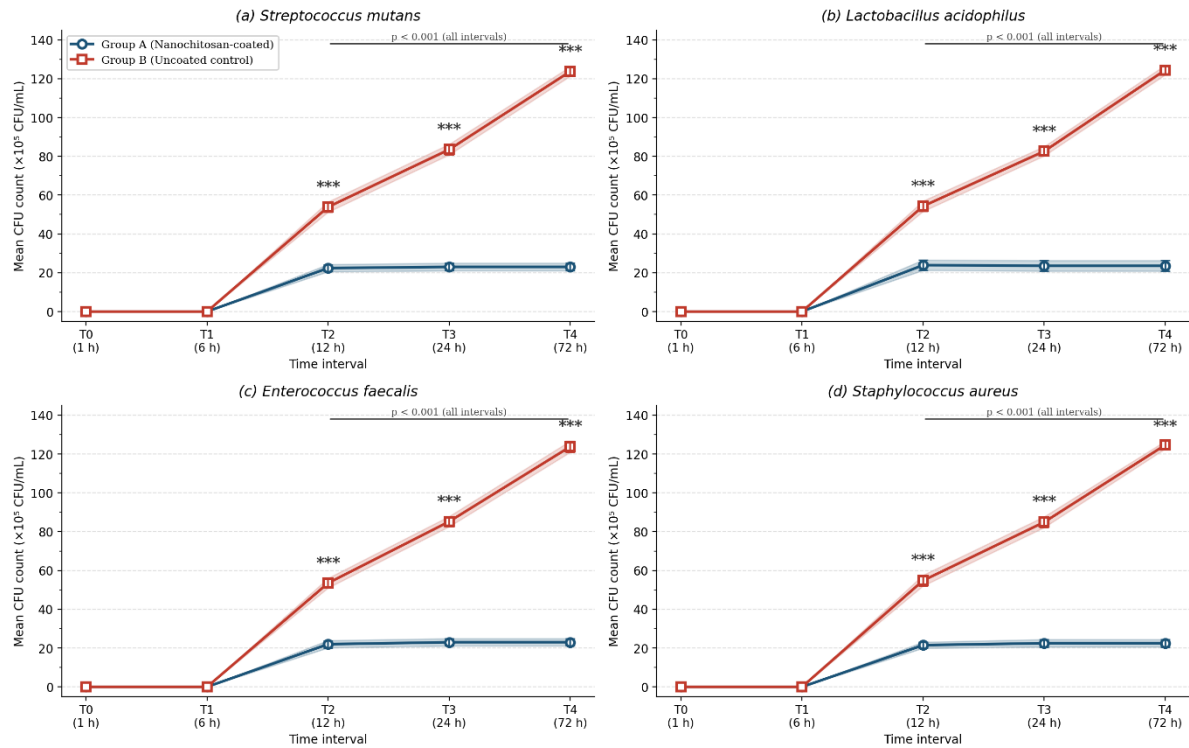 (a) Streptococcus mutans
140
120
100
80
60
40
20
0
Mean CFU count (×10⁵ CFU/mL)
Group A (Nanochitosan-coated)
Group B (Uncoated control)
p < 0.001 (all intervals)
***
***
***
T0 T1 T2 T3 T4
(1 h) (6 h) (12 h) (24 h) (72 h)
Time interval
(b) Lactobacillus acidophilus
140
120
100
80
60
40
20
0
Mean CFU count (×10⁵ CFU/mL)
p < 0.001 (all intervals)
***
***
***
T0 T1 T2 T3 T4
(1 h) (6 h) (12 h) (24 h) (72 h)
Time interval
(c) Enterococcus faecalis
140
120
100
80
60
40
20
0
Mean CFU count (×10⁵ CFU/mL)
p < 0.001 (all intervals)
***
***
***
T0 T1 T2 T3 T4
(1 h) (6 h) (12 h) (24 h) (72 h)
Time interval
(d) Staphylococcus aureus
140
120
100
80
60
40
20
0
Mean CFU count (×10⁵ CFU/mL)
p < 0.001 (all intervals)
***
***
***
T0 T1 T2 T3 T4
(1 h) (6 h) (12 h) (24 h) (72 h)
Time interval